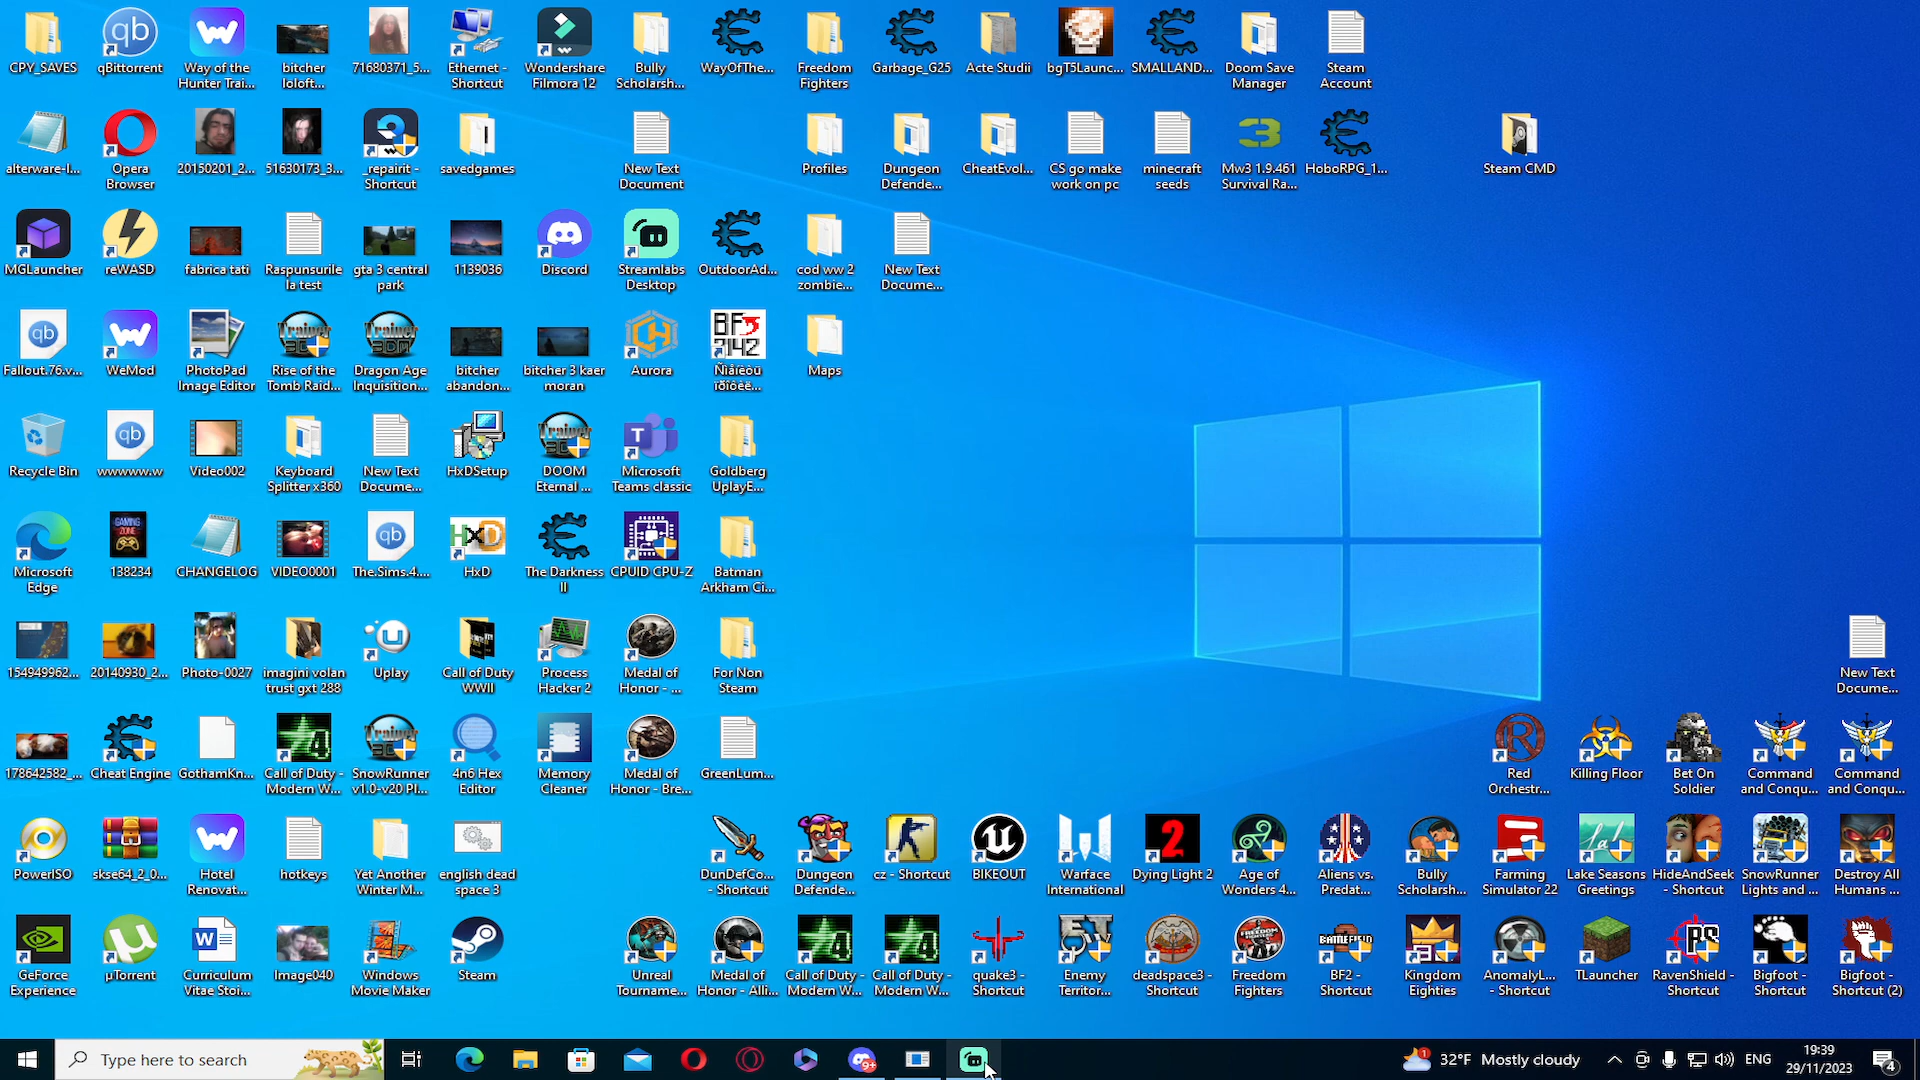 CPY_SAVES
qBittorrent
Way of the
Hunter Trai...
bitcher
loloft...
71680371_5...
Ethernet -
Shortcut
Wondershare
Filmora 12
Bully
Scholarsh...
WayOfThe...
Freedom
Fighters
Garbage_G25
Acte Studii
bgT5Launc...
SMALLAND...
Doom Save
Manager
Steam
Account
alterware-l...
Opera
Browser
20150201_2...
51630173_3...
_repairit -
Shortcut
savedgames
New Text
Document
Profiles
Dungeon
Defende...
CheatEvol...
CS go make
work on pc
minecraft
seeds
Mw3 1.9.461
Survival Ra...
HoboRPG_1...
Steam CMD
MGLauncher
reWASD
fabrica tati
Raspunsurile
la test
gta 3 central
park
1139036
Discord
Streamlabs
Desktop
OutdoorAd...
cod ww 2
zombie...
New Text
Docume...
Fallout.76.v...
WeMod
PhotoPad
Image Editor
Rise of the
Tomb Raid...
Dragon Age
Inquisition...
bitcher
abandon...
bitcher 3 kaer
moran
Aurora
Maps
Recycle Bin
wwwwww.w
Video002
Keyboard
Splitter x360
New Text
Docume...
HxDSetup
DOOM
Eternal ...
Microsoft
Teams classic
Goldberg
UplayE...
Microsoft
Edge
138234
CHANGELOG
VIDEO0001
The.Sims.4....
HxD
The Darkness
II
CPUID CPU-Z
Batman
Arkham Ci...
154949962...
20140930_2...
Photo-0027
imagini volan
trust gxt 288
Uplay
Call of Duty
WWII
Process
Hacker 2
Medal of
Honor - ...
For Non
Steam
New Text
Docume...
178642582_...
Cheat Engine
GothamKn...
Call of Duty -
Modern W...
SnowRunner
v1.0-v20 Pl...
4n6 Hex
Editor
Memory
Cleaner
Medal of
Honor - Bre...
GreenLum...
Red
Orchestr...
Killing Floor
Bet On
Soldier
Command
and Conqu...
Command
and Conqu...
PowerISO
skse64_2_0...
Hotel
Renovat...
hotkeys
Yet Another
Winter M...
english dead
space 3
DunDefCo...
- Shortcut
Dungeon
Defende...
cz - Shortcut
BIKEOUT
Warface
International
Dying Light 2
Age of
Wonders 4...
Aliens vs.
Predat...
Bully
Scholarsh...
Farming
Simulator 22
Lake Seasons
Greetings
HideAndSeek
- Shortcut
SnowRunner
Lights and ...
Destroy All
Humans ...
GeForce
Experience
µTorrent
Curriculum
Vitae Stoi...
Image040
Windows
Movie Maker
Steam
Unreal
Tourname...
Medal of
Honor - Alli...
Call of Duty -
Modern W...
Call of Duty -
Modern W...
quake3 -
Shortcut
Enemy
Territor...
deadspace3 -
Shortcut
Freedom
Fighters
BF2 -
Shortcut
Kingdom
Eighties
AnomalyL...
- Shortcut
TLauncher
RavenShield -
Shortcut
Bigfoot -
Shortcut
Bigfoot -
Shortcut (2)
Type here to search
32°F Mostly cloudy
ENG
19:39
29/11/2023